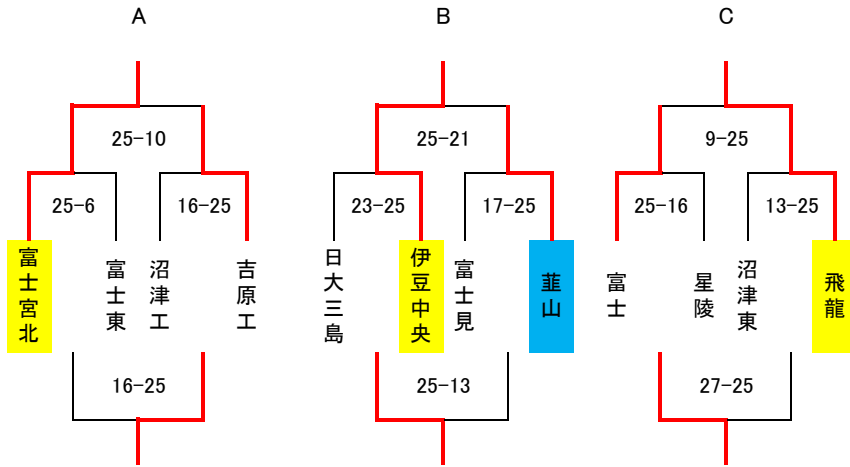 A
B
C
25-10
25-21
9-25
25-6
16-25
23-25
17-25
25-16
13-25
富士宮北
富士東
沼津工
吉原工
日大三島
伊豆中央
富士見
韮山
富士
星陵
沼津東
飛龍
16-25
25-13
27-25